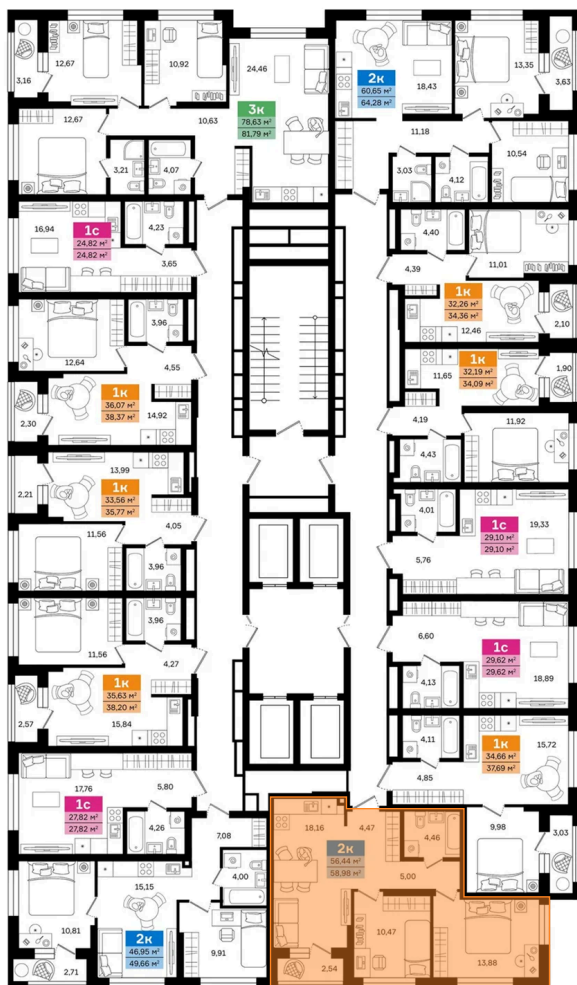 3,16
12,67
10,92
24,46
3к
78,63 м²
81,79 м²
12,67
10,63
3,21
4,07
2к
60,65 м²
64,28 м²
18,43
13,35
3,63
11,18
3,03
4,12
10,54
16,94
1с
24,82 м²
24,82 м²
4,23
3,65
4,40
4,39
11,01
1к
32,26 м²
34,36 м²
12,46
2,10
12,64
3,96
4,55
1к
36,07 м²
38,37 м²
14,92
2,30
11,65
1к
32,19 м²
34,09 м²
1,90
4,19
11,92
4,43
2,21
13,99
1к
33,56 м²
35,77 м²
4,05
11,56
3,96
4,01
1с
29,10 м²
29,10 м²
19,33
5,76
11,56
3,96
4,27
1к
35,63 м²
38,20 м²
2,57
15,84
6,60
1с
29,62 м²
29,62 м²
4,13
18,89
4,11
1к
34,66 м²
37,69 м²
15,72
4,85
9,98
3,03
17,76
5,80
1с
27,82 м²
27,82 м²
4,26
7,08
4,00
15,15
10,81
2к
46,95 м²
49,66 м²
9,91
2,71
18,16
4,47
4,46
2к
56,44 м²
58,98 м²
5,00
10,47
13,88
2,54